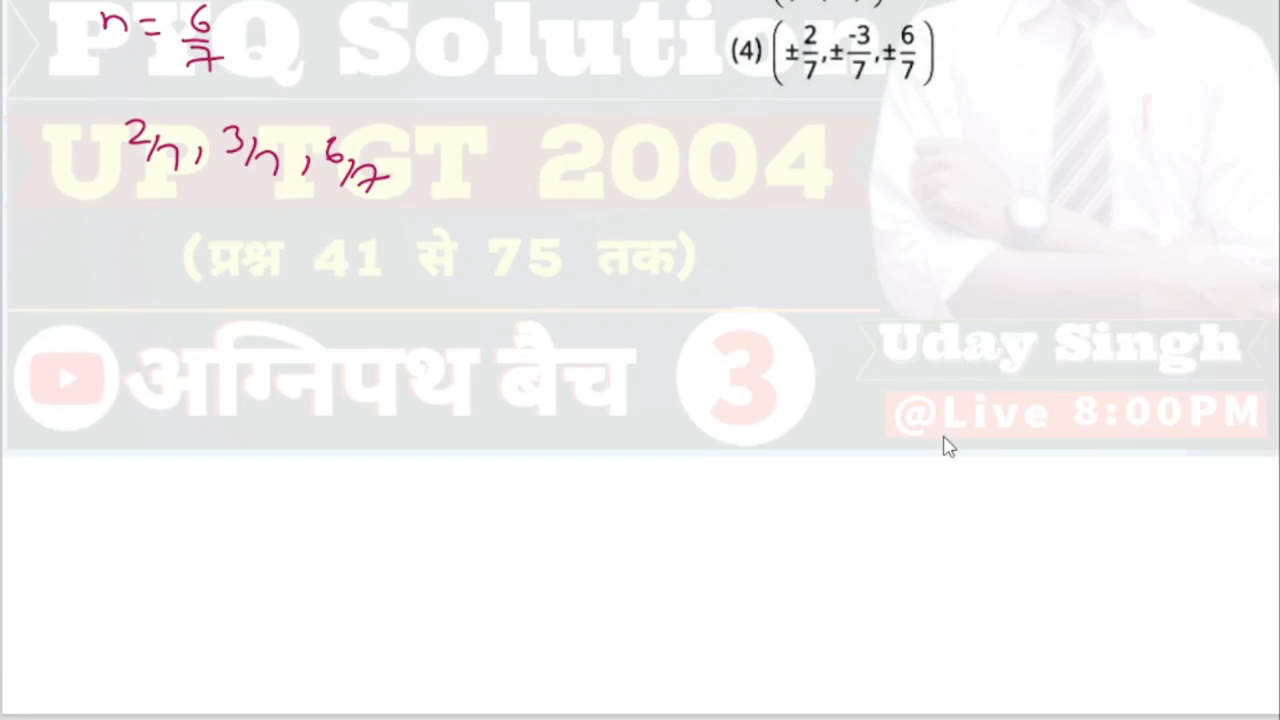 n = 6/7
PYQ Solution
(4) (±2/7, ±-3/7, ±6/7)
2/7, 3/7, 6/7
UP TGT 2004
(प्रश्न 41 से 75 तक)
अग्निपथ बैच 3
Uday Singh
@Live 8:00PM